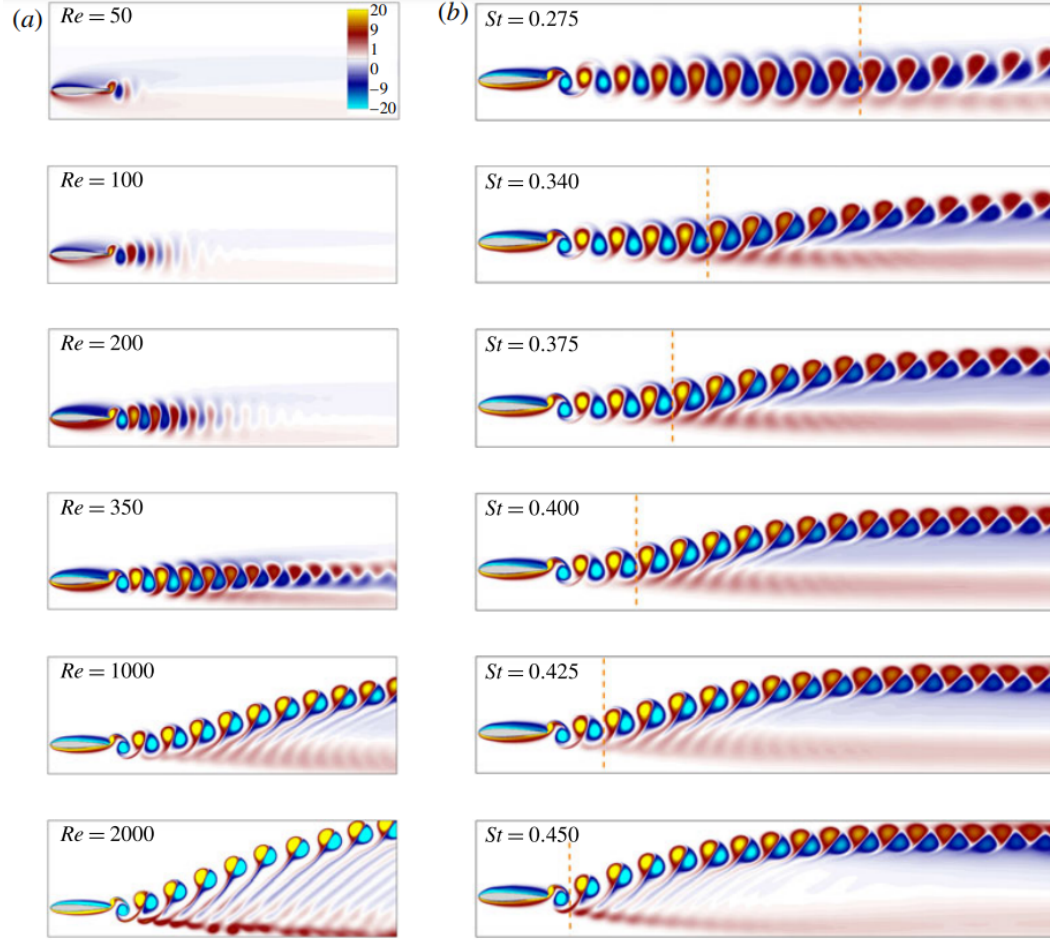 (a)
Re = 50
20
9
1
0
−9
−20
Re = 100
Re = 200
Re = 350
Re = 1000
Re = 2000
(b)
St = 0.275
St = 0.340
St = 0.375
St = 0.400
St = 0.425
St = 0.450